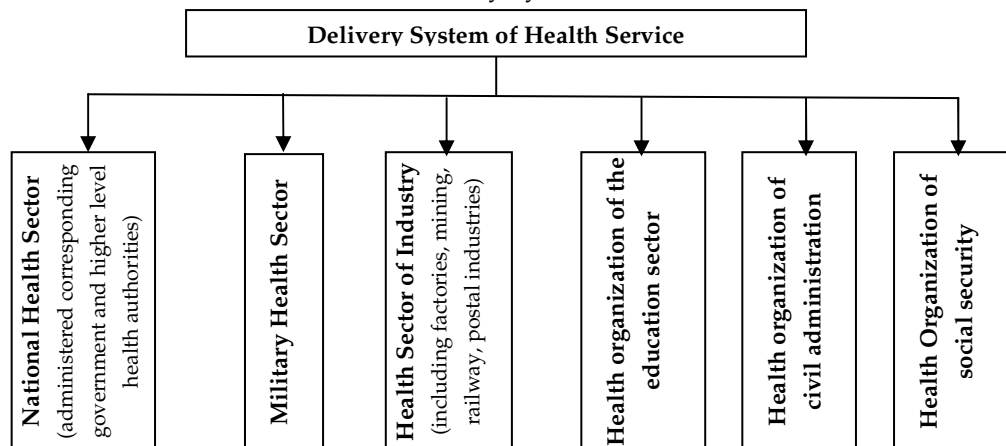 Delivery System of Health Service
National Health Sector
(administered corresponding
government and higher level
health authorities)
Military Health Sector
Health Sector of Industry
(including factories, mining,
railway, postal industries)
Health organization of the
education sector
Health organization of
civil administration
Health Organization of
social security